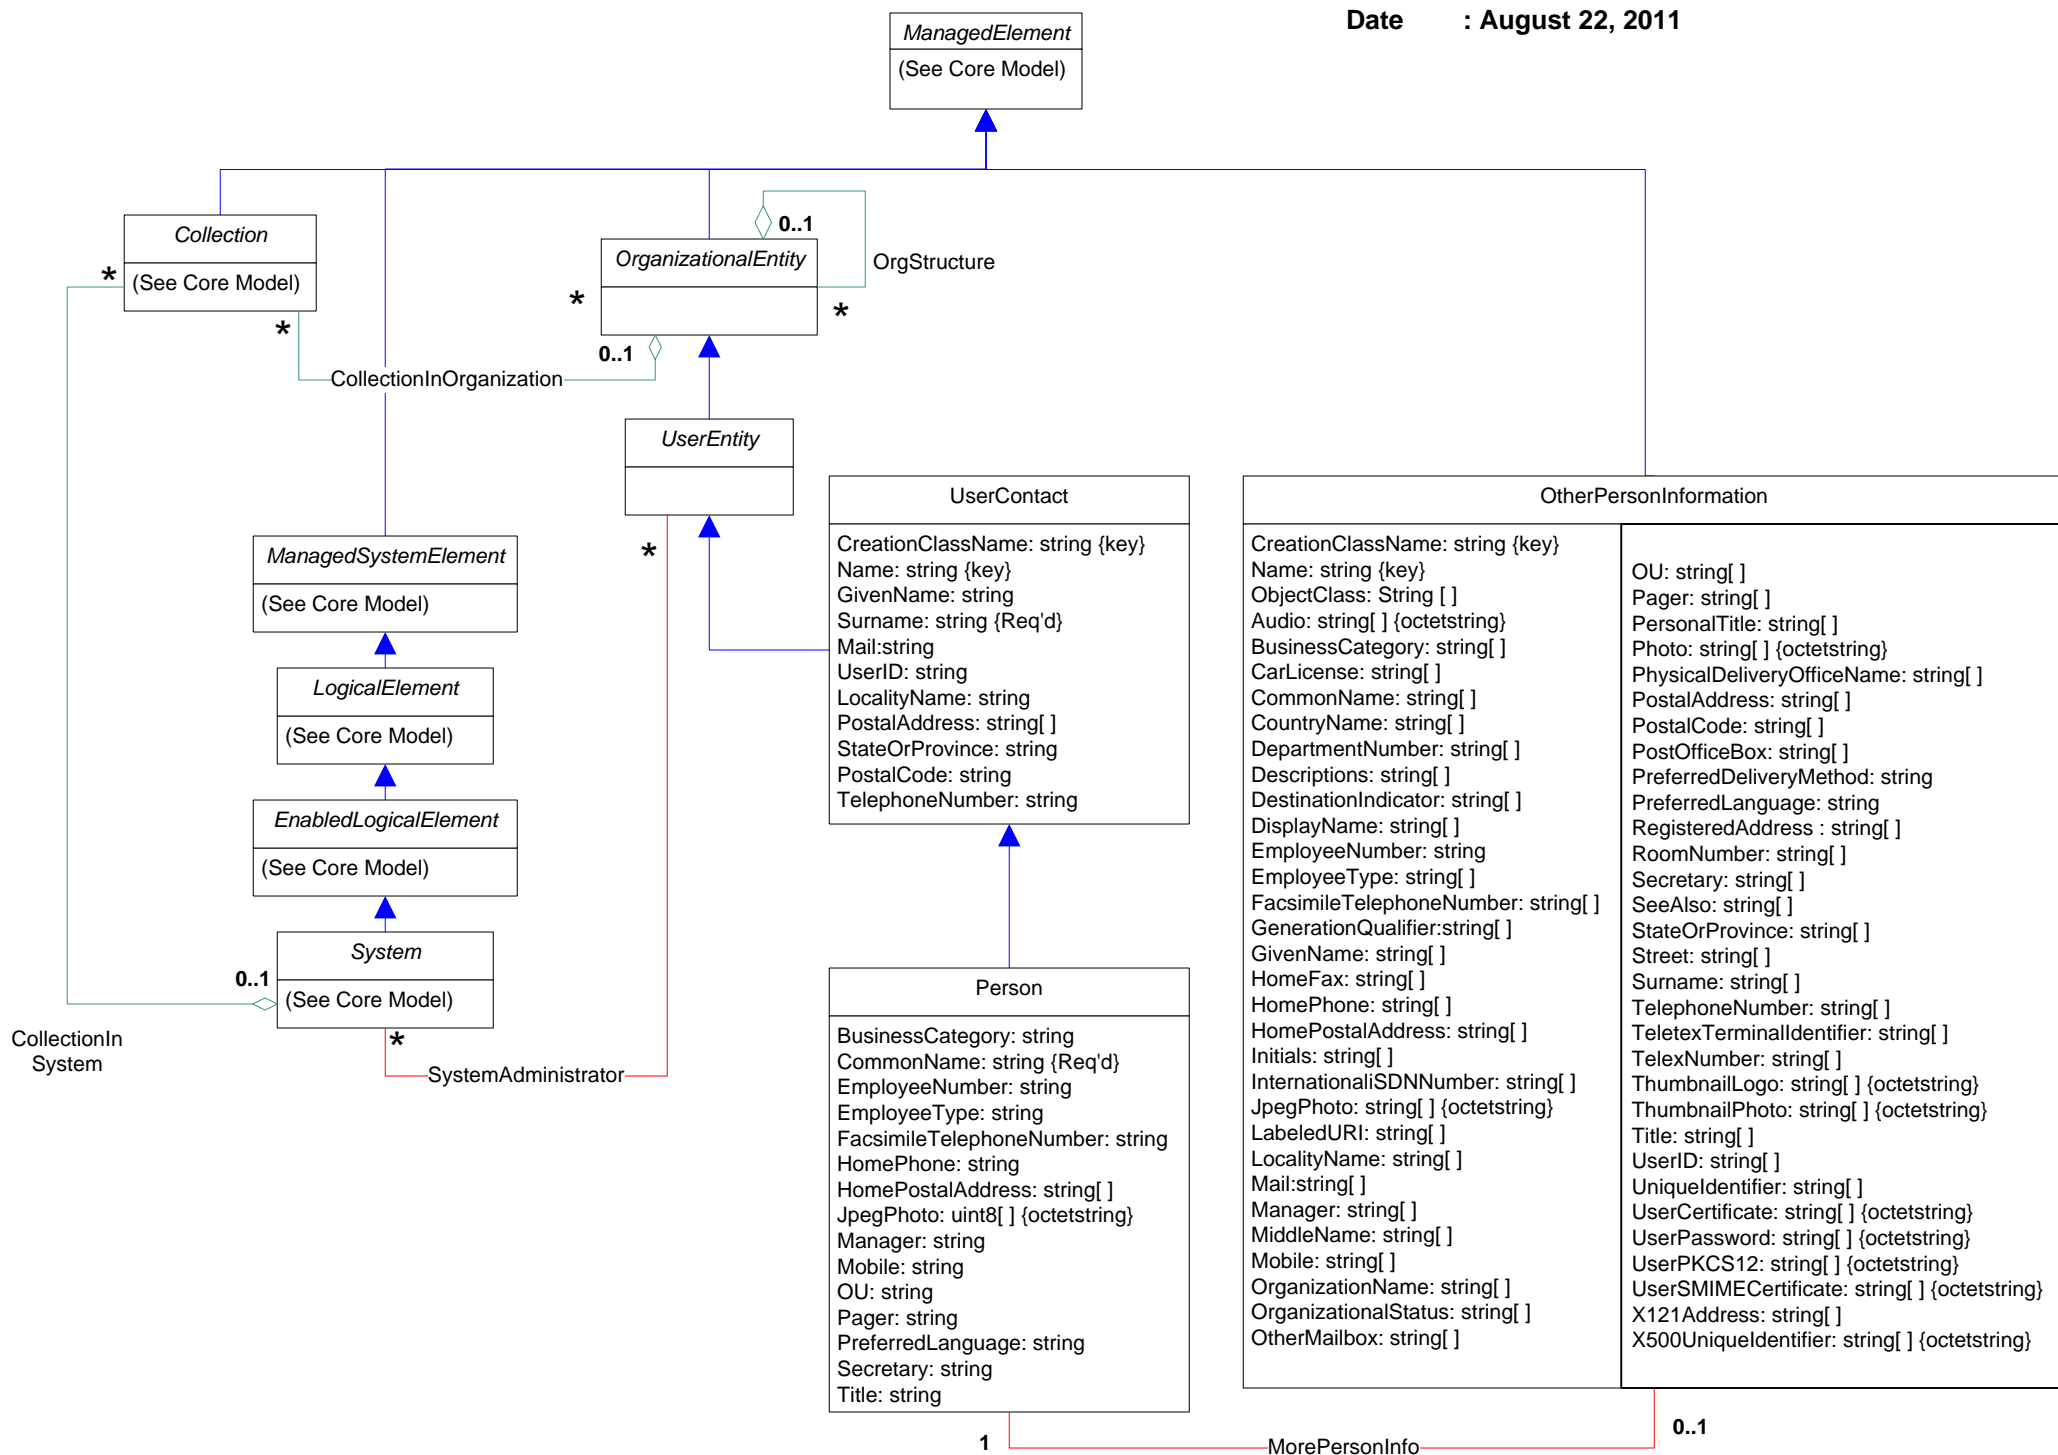 Date : August 22, 2011
ManagedElement
(See Core Model)
Collection
(See Core Model)
*
*
0..1
OrganizationalEntity
OrgStructure
*
*
0..1
CollectionInOrganization
UserEntity
*
ManagedSystemElement
(See Core Model)
LogicalElement
(See Core Model)
EnabledLogicalElement
(See Core Model)
System
(See Core Model)
0..1
*
CollectionIn
System
SystemAdministrator
UserContact
CreationClassName: string {key}
Name: string {key}
GivenName: string
Surname: string {Req'd}
Mail:string
UserID: string
LocalityName: string
PostalAddress: string[ ]
StateOrProvince: string
PostalCode: string
TelephoneNumber: string
Person
BusinessCategory: string
CommonName: string {Req'd}
EmployeeNumber: string
EmployeeType: string
FacsimileTelephoneNumber: string
HomePhone: string
HomePostalAddress: string[ ]
JpegPhoto: uint8[ ] {octetstring}
Manager: string
Mobile: string
OU: string
Pager: string
PreferredLanguage: string
Secretary: string
Title: string
OtherPersonInformation
CreationClassName: string {key}
Name: string {key}
ObjectClass: String [ ]
Audio: string[ ] {octetstring}
BusinessCategory: string[ ]
CarLicense: string[ ]
CommonName: string[ ]
CountryName: string[ ]
DepartmentNumber: string[ ]
Descriptions: string[ ]
DestinationIndicator: string[ ]
DisplayName: string[ ]
EmployeeNumber: string
EmployeeType: string[ ]
FacsimileTelephoneNumber: string[ ]
GenerationQualifier:string[ ]
GivenName: string[ ]
HomeFax: string[ ]
HomePhone: string[ ]
HomePostalAddress: string[ ]
Initials: string[ ]
InternationaliSDNNumber: string[ ]
JpegPhoto: string[ ] {octetstring}
LabeledURI: string[ ]
LocalityName: string[ ]
Mail:string[ ]
Manager: string[ ]
MiddleName: string[ ]
Mobile: string[ ]
OrganizationName: string[ ]
OrganizationalStatus: string[ ]
OtherMailbox: string[ ]
OU: string[ ]
Pager: string[ ]
PersonalTitle: string[ ]
Photo: string[ ] {octetstring}
PhysicalDeliveryOfficeName: string[ ]
PostalAddress: string[ ]
PostalCode: string[ ]
PostOfficeBox: string[ ]
PreferredDeliveryMethod: string
PreferredLanguage: string
RegisteredAddress : string[ ]
RoomNumber: string[ ]
Secretary: string[ ]
SeeAlso: string[ ]
StateOrProvince: string[ ]
Street: string[ ]
Surname: string[ ]
TelephoneNumber: string[ ]
TeletexTerminalIdentifier: string[ ]
TelexNumber: string[ ]
ThumbnailLogo: string[ ] {octetstring}
ThumbnailPhoto: string[ ] {octetstring}
Title: string[ ]
UserID: string[ ]
UniqueIdentifier: string[ ]
UserCertificate: string[ ] {octetstring}
UserPassword: string[ ] {octetstring}
UserPKCS12: string[ ] {octetstring}
UserSMIMECertificate: string[ ] {octetstring}
X121Address: string[ ]
X500UniqueIdentifier: string[ ] {octetstring}
1
MorePersonInfo
0..1